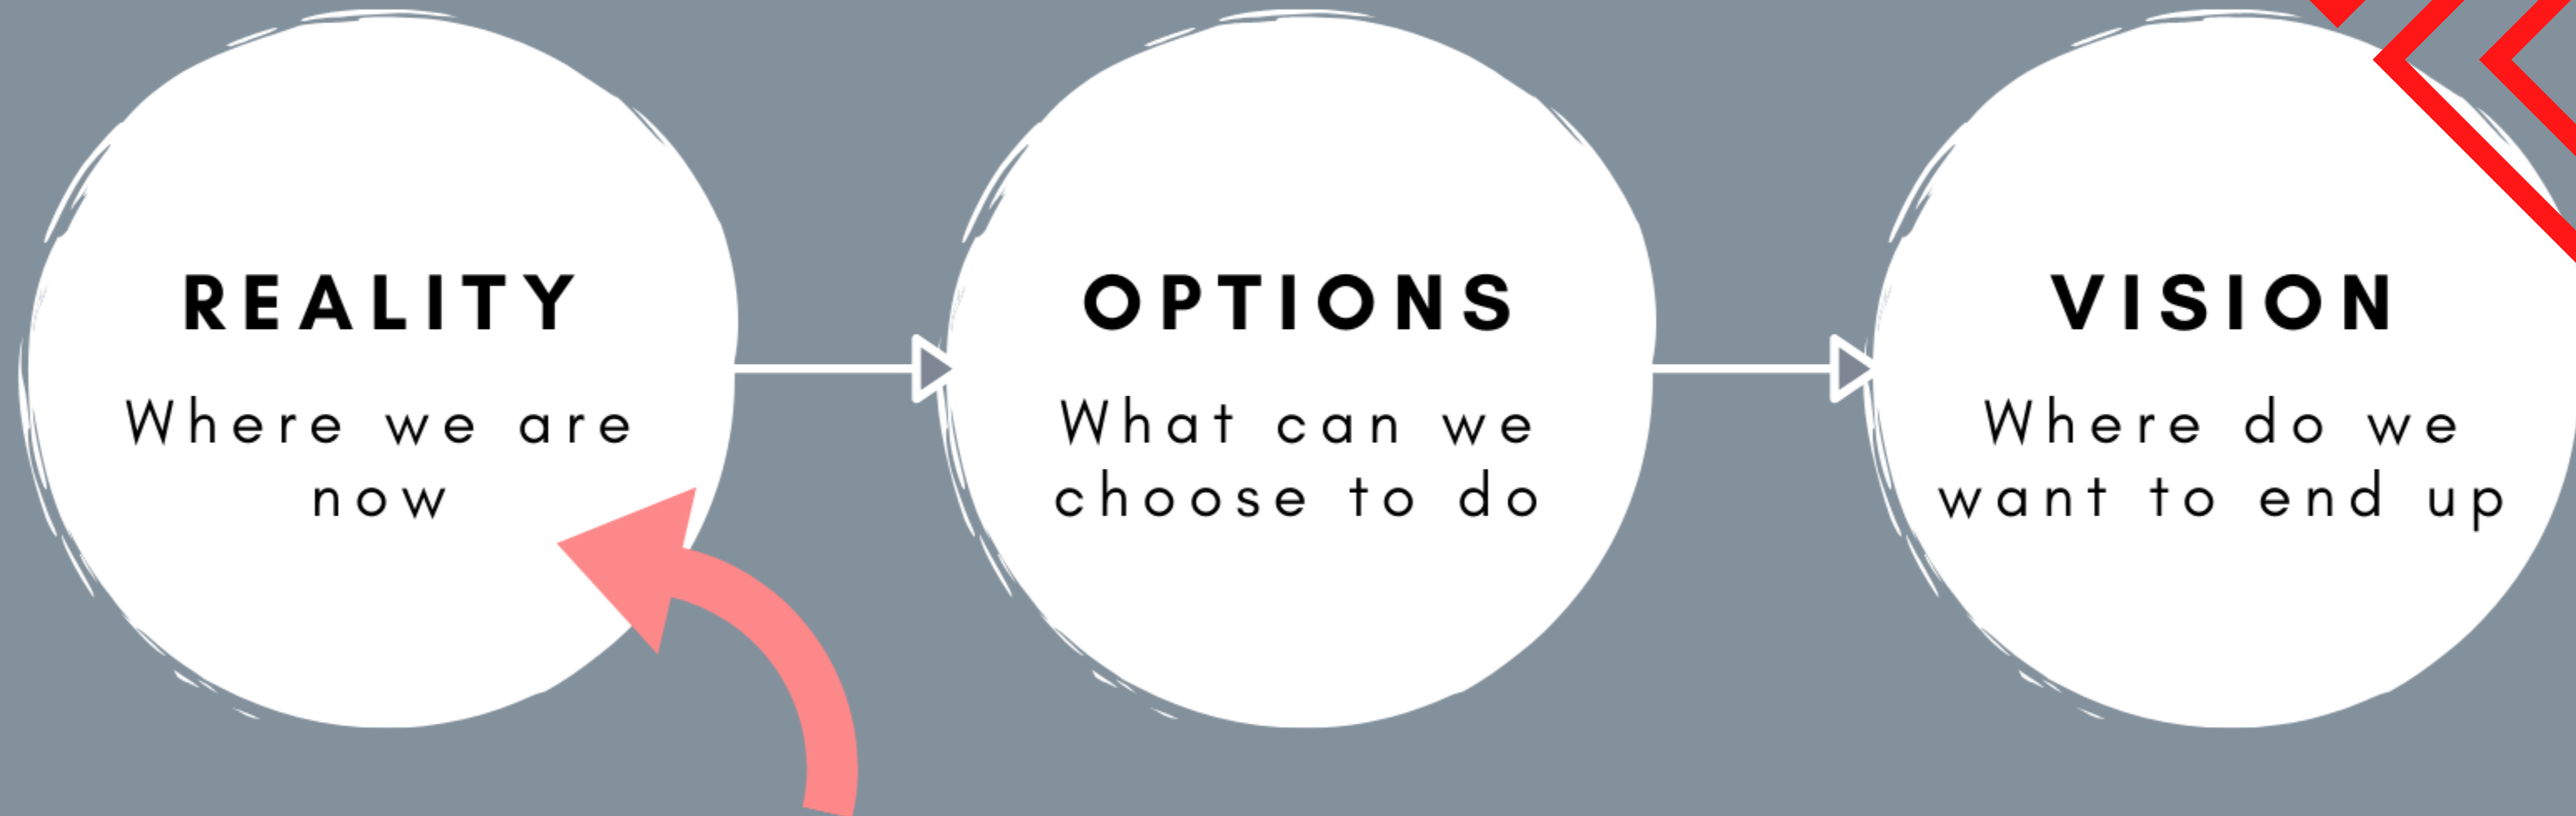 REALITY
Where we are
now
OPTIONS
What can we
choose to do
VISION
Where do we
want to end up